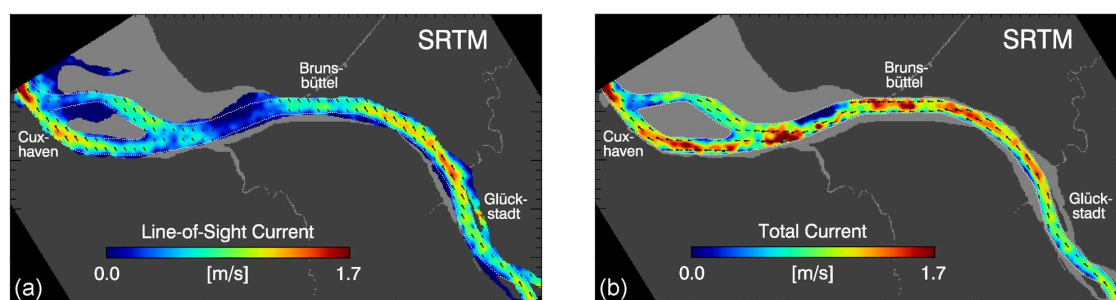 SRTM
Bruns-
büttel
Cux-
haven
Glück-
stadt
Line-of-Sight Current
0.0 [m/s] 1.7
(a)
SRTM
Bruns-
büttel
Cux-
haven
Glück-
stadt
Total Current
0.0 [m/s] 1.7
(b)